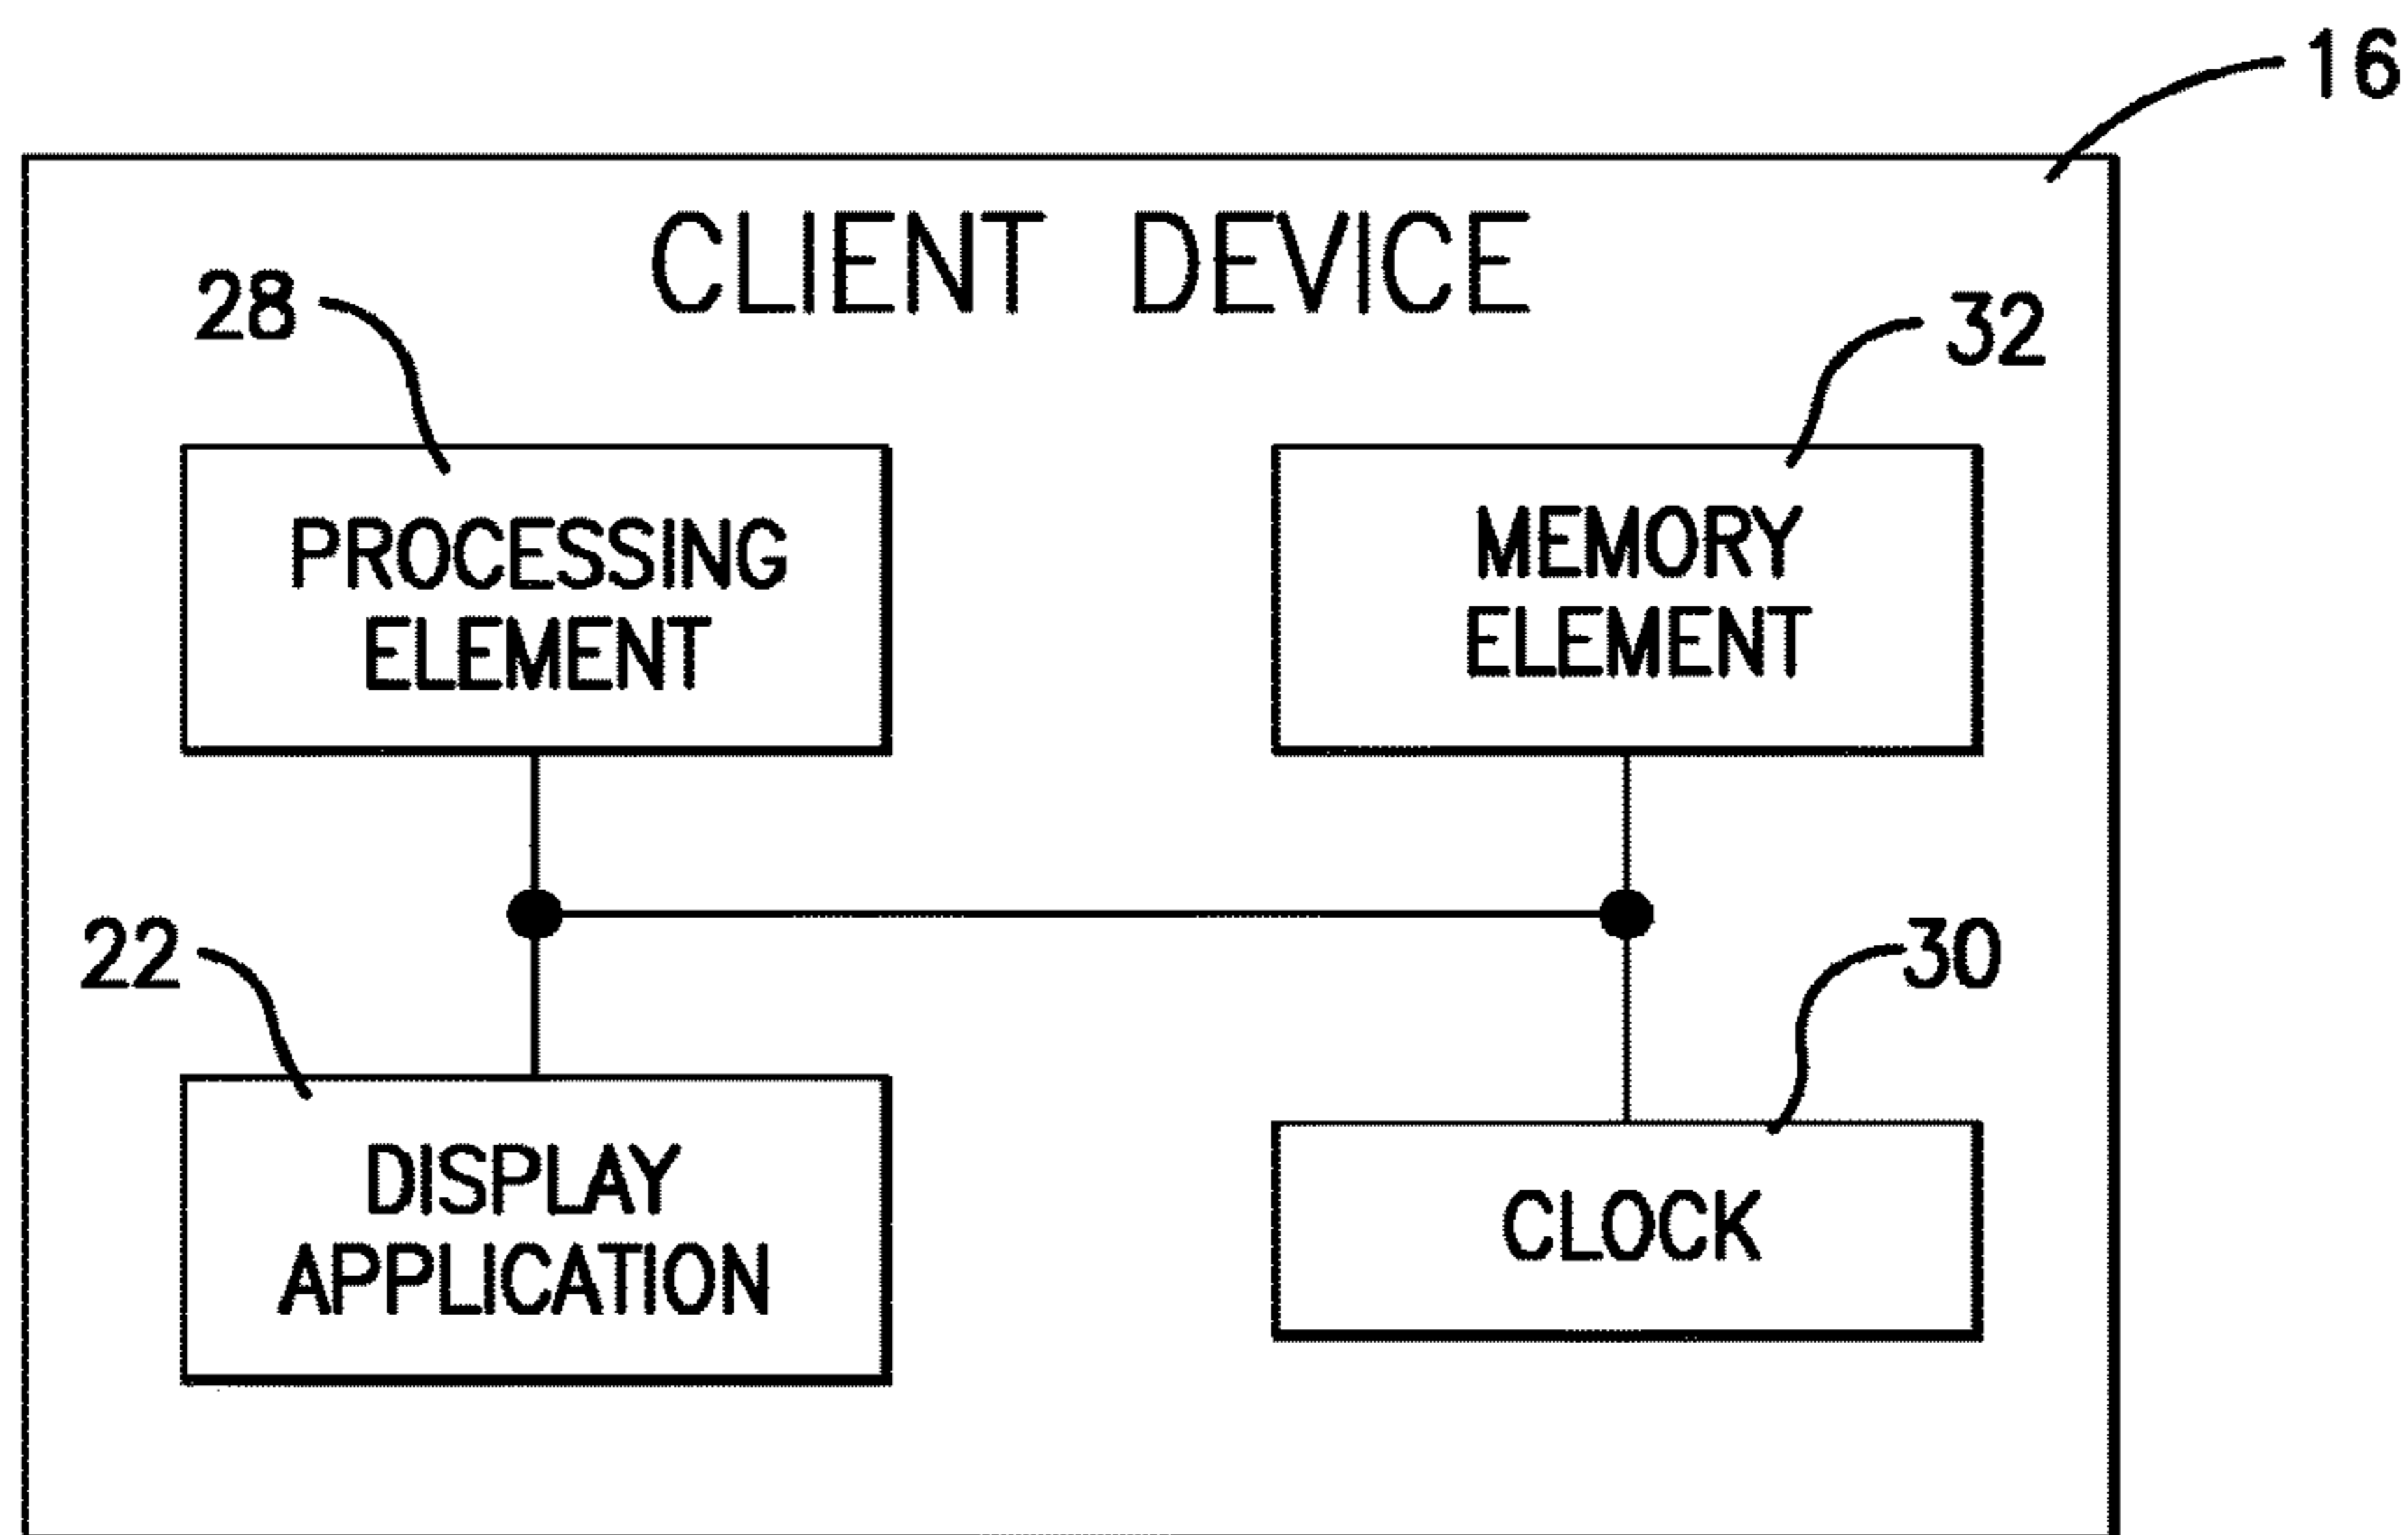 16
CLIENT DEVICE
28
32
PROCESSING
ELEMENT
MEMORY
ELEMENT
22
30
DISPLAY
APPLICATION
CLOCK